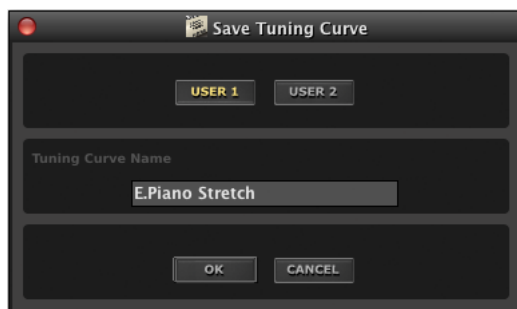 Save Tuning Curve
USER 1 USER 2
Tuning Curve Name
E.Piano Stretch
OK CANCEL